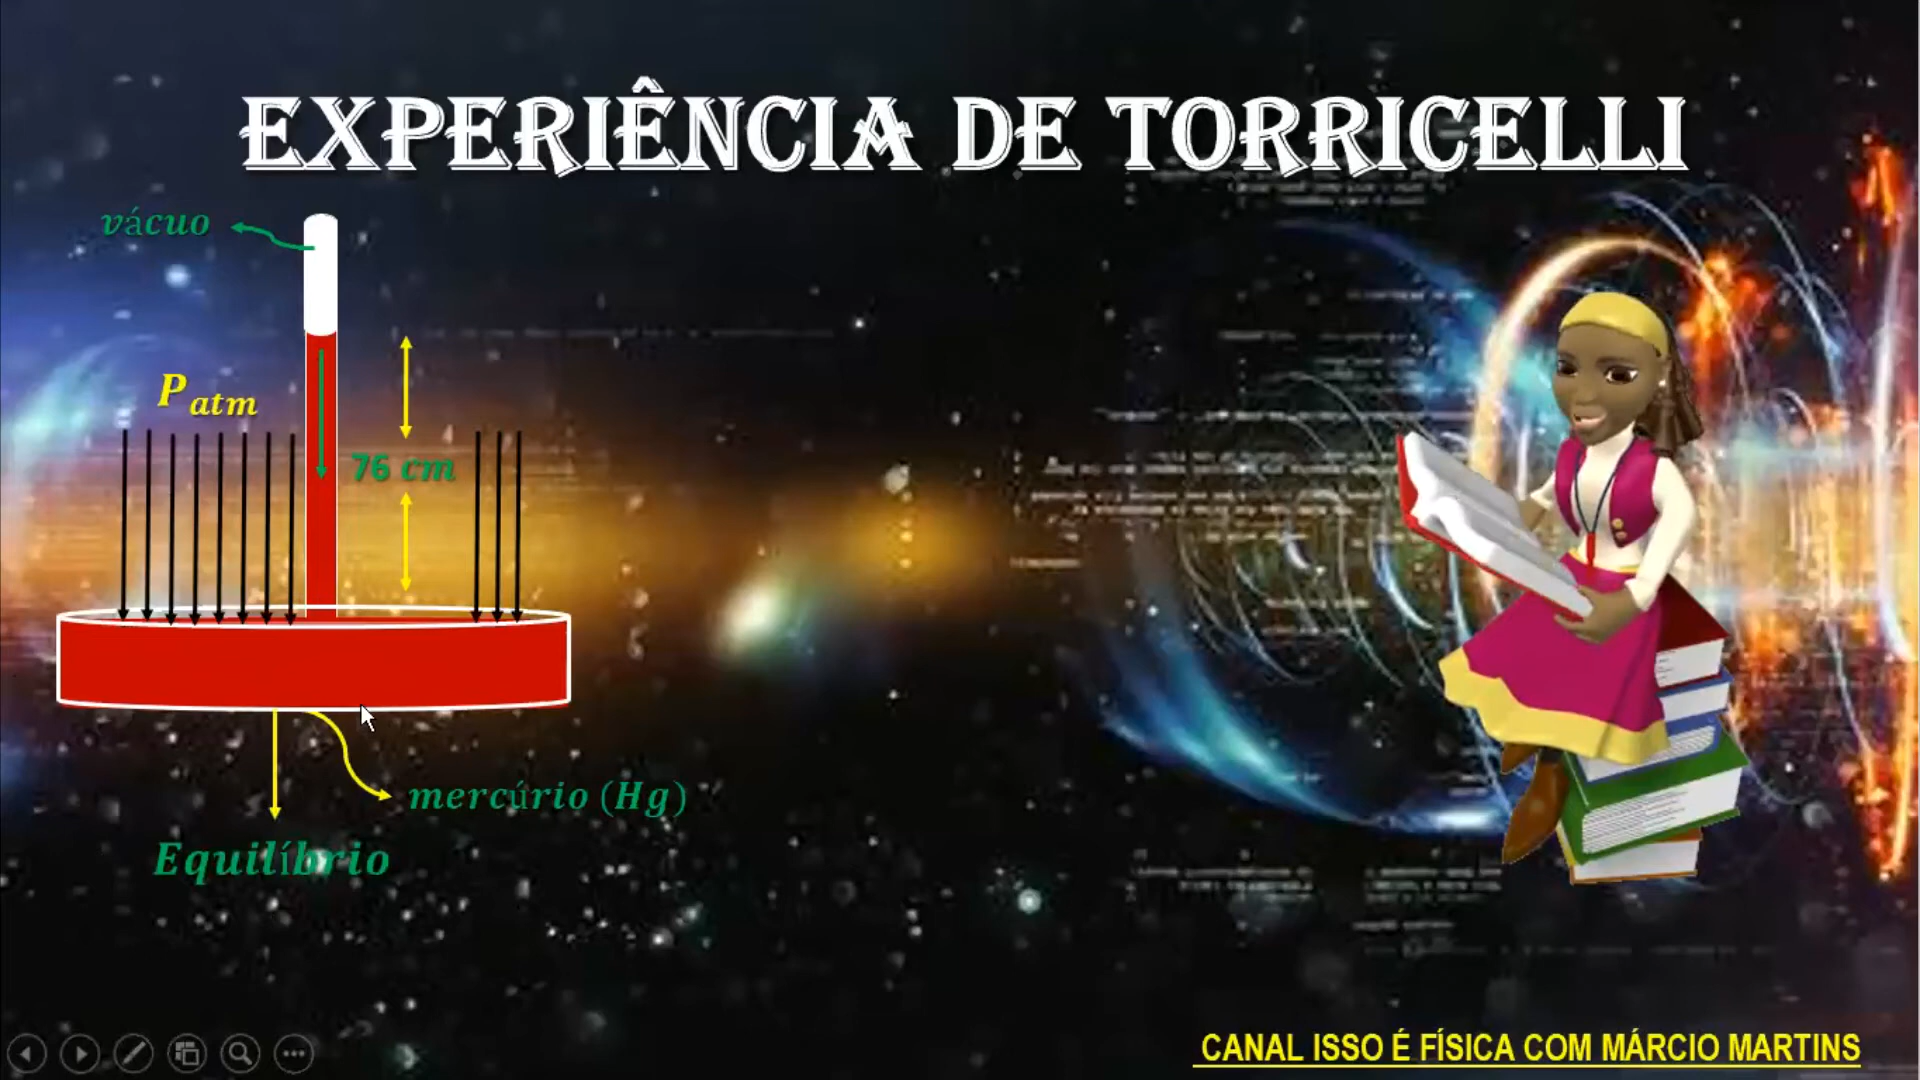 EXPERIÊNCIA DE TORRICELLI
vácuo
P atm
76 cm
mercúrio (Hg)
Equilíbrio
CANAL ISSO É FÍSICA COM MÁRCIO MARTINS